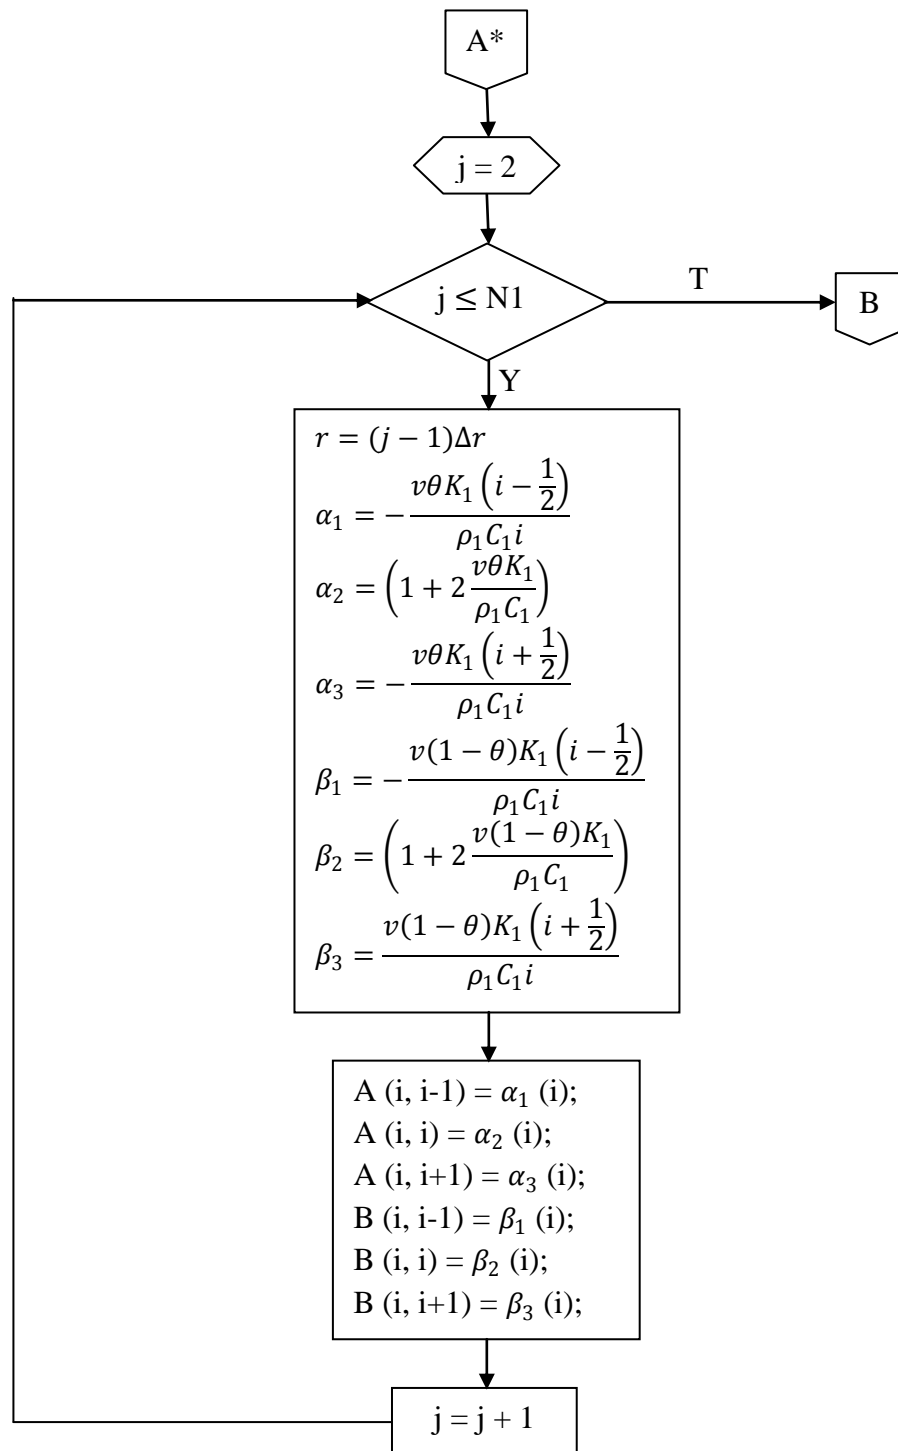 A*
j = 2
j ≤ N1
T
B
Y
r = (j − 1)Δr
α₁ = − vθK₁ (i − 1/2) / ρ₁C₁i
α₂ = (1 + 2 vθK₁ / ρ₁C₁)
α₃ = − vθK₁ (i + 1/2) / ρ₁C₁i
β₁ = − v(1 − θ)K₁ (i − 1/2) / ρ₁C₁i
β₂ = (1 + 2 v(1 − θ)K₁ / ρ₁C₁)
β₃ = v(1 − θ)K₁ (i + 1/2) / ρ₁C₁i
A (i, i-1) = α₁ (i);
A (i, i) = α₂ (i);
A (i, i+1) = α₃ (i);
B (i, i-1) = β₁ (i);
B (i, i) = β₂ (i);
B (i, i+1) = β₃ (i);
j = j + 1